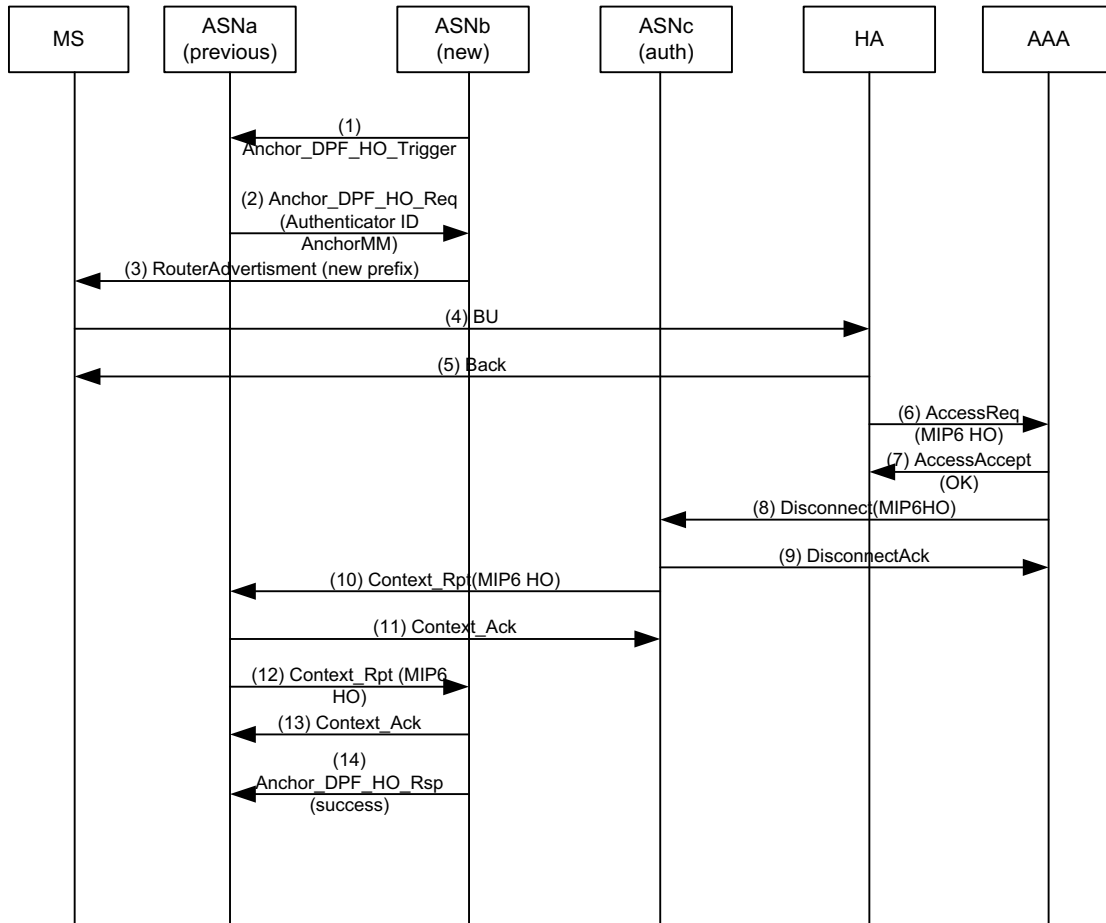 MS
ASNa
(previous)
ASNb
(new)
ASNc
(auth)
HA
AAA
(1)
Anchor_DPF_HO_Trigger
(2) Anchor_DPF_HO_Req
(Authenticator ID
AnchorMM)
(3) RouterAdvertisment (new prefix)
(4) BU
(5) Back
(6) AccessReq
(MIP6 HO)
(7) AccessAccept
(OK)
(8) Disconnect(MIP6HO)
(9) DisconnectAck
(10) Context_Rpt(MIP6 HO)
(11) Context_Ack
(12) Context_Rpt (MIP6
HO)
(13) Context_Ack
(14)
Anchor_DPF_HO_Rsp
(success)